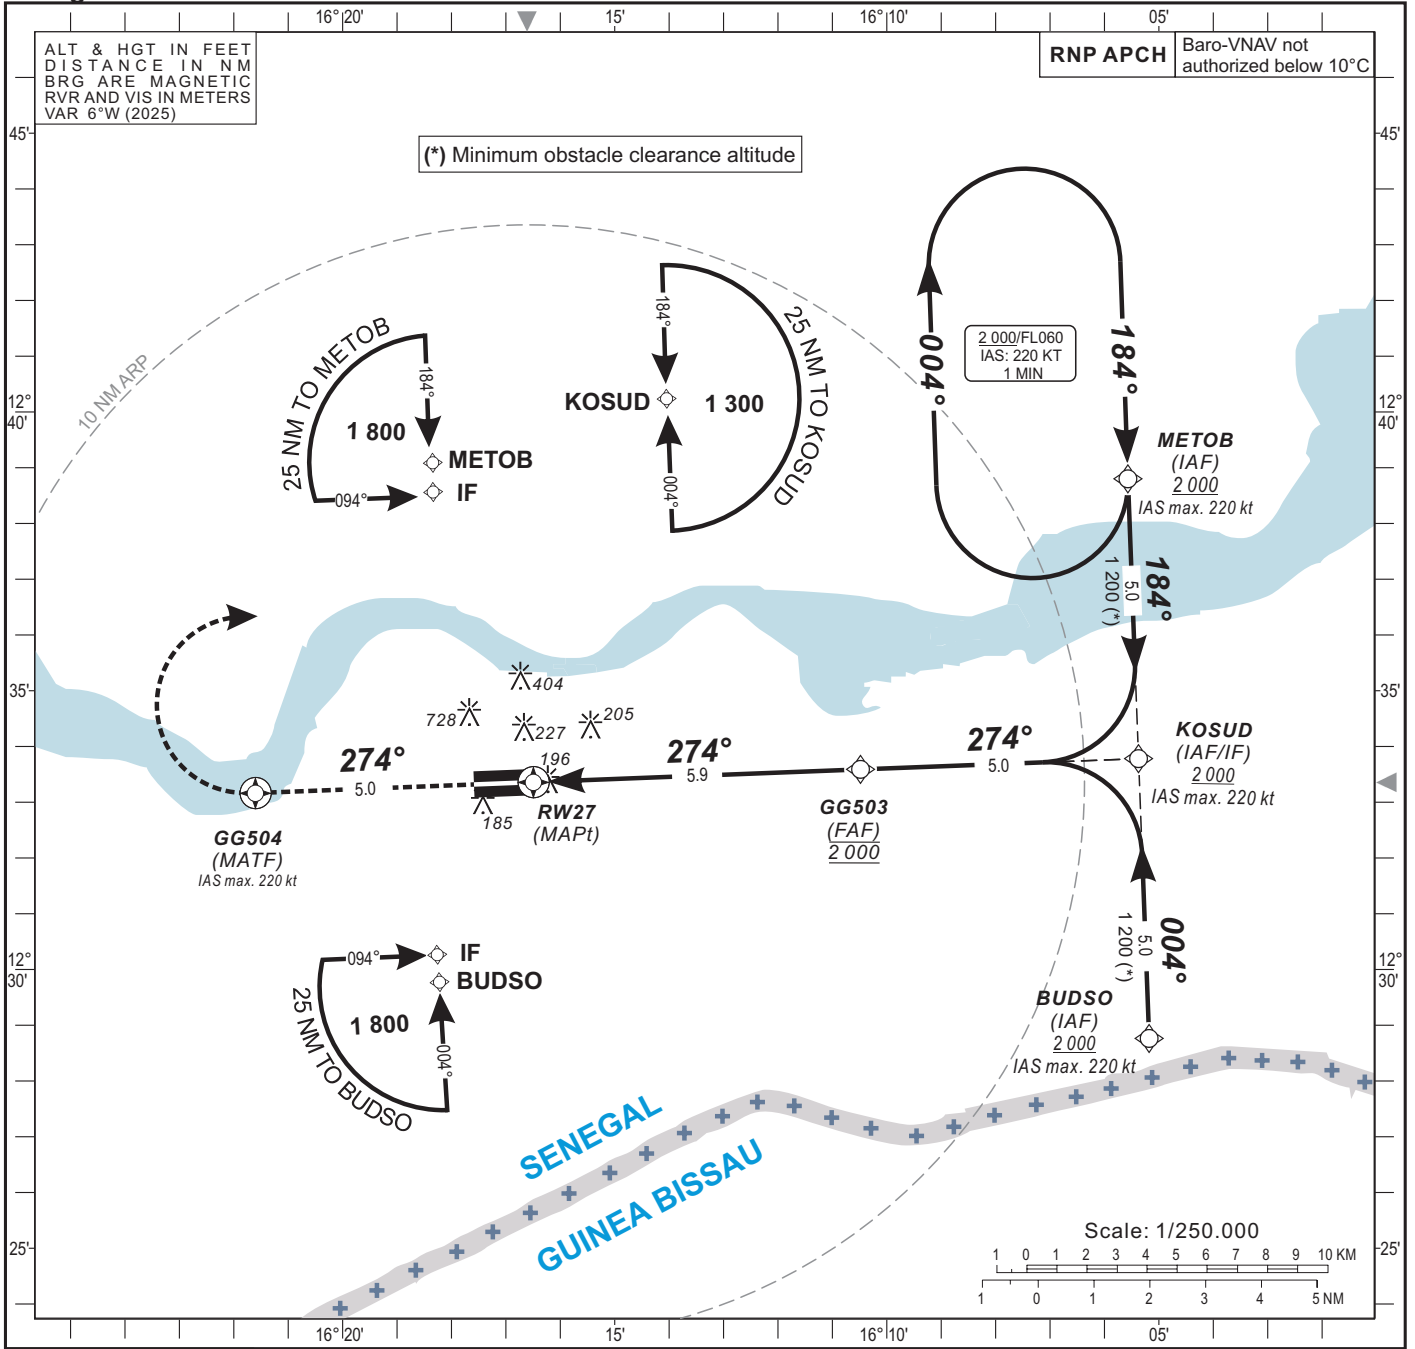 16°20'
15'
16°10'
05'
ALT & HGT IN FEET
DISTANCE IN NM
BRG ARE MAGNETIC
RVR AND VIS IN METERS
VAR 6°W (2025)
RNP APCH
Baro-VNAV not
authorized below 10°C
45'
45'
(*) Minimum obstacle clearance altitude
10 NM ARP
25 NM TO METOB
184°
1 800
METOB
IF
094°
184°
KOSUD
1 300
25 NM TO KOSUD
004°
004°
2 000/FL060
IAS: 220 KT
1 MIN
184°
12°
40'
12°
40'
METOB
(IAF)
2 000
IAS max. 220 kt
184°
5.0
1 200 (*)
404
728
227
205
196
185
35'
35'
274°
5.0
274°
5.9
274°
5.0
KOSUD
(IAF/IF)
2 000
IAS max. 220 kt
GG504
(MATF)
IAS max. 220 kt
RW27
(MAPt)
GG503
(FAF)
2 000
004°
5.0
1 200 (*)
BUDSO
(IAF)
2 000
IAS max. 220 kt
094°
IF
BUDSO
1 800
004°
25 NM TO BUDSO
12°
30'
12°
30'
SENEGAL
GUINEA BISSAU
25'
25'
Scale: 1/250.000
1 0 1 2 3 4 5 6 7 8 9 10 KM
1 0 1 2 3 4 5 NM
16°20'
15'
16°10'
05'